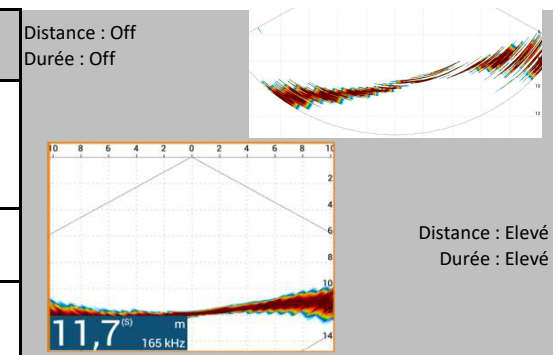 Distance : Off
Durée : Off
10
12
10 8 6 4 2 0 2 4 6 8 10
2
4
6
8
10
14
Distance : Elevé
Durée : Elevé
11,7 (S) m
165 kHz